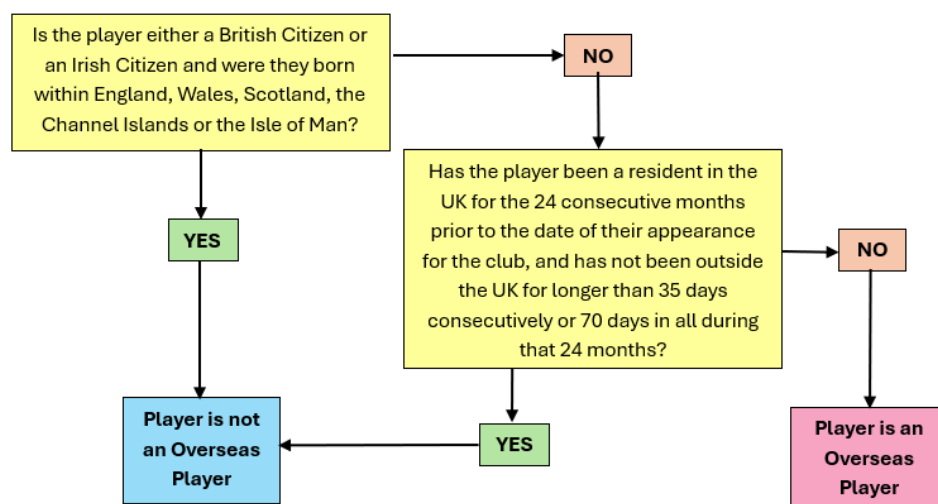 Is the player either a British Citizen or
an Irish Citizen and were they born
within England, Wales, Scotland, the
Channel Islands or the Isle of Man?
NO
Has the player been a resident in the
UK for the 24 consecutive months
prior to the date of their appearance
for the club, and has not been outside
the UK for longer than 35 days
consecutively or 70 days in all during
that 24 months?
YES
NO
Player is not
an Overseas
Player
YES
Player is an
Overseas
Player